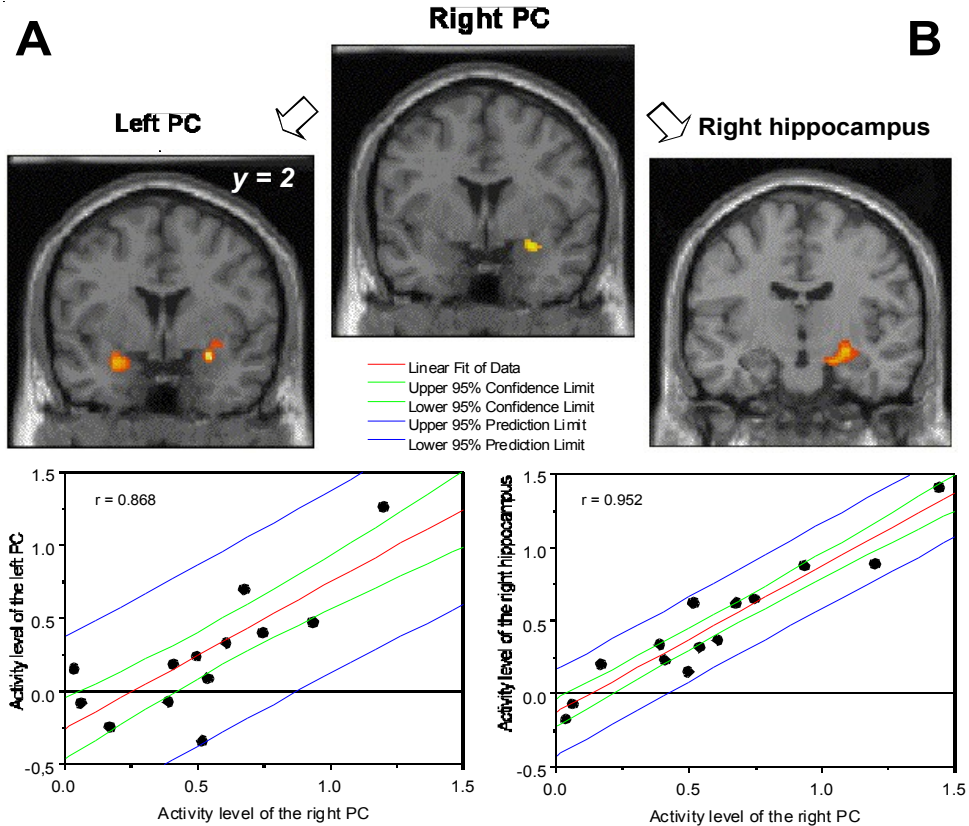 A
Right PC
B
Left PC
Right hippocampus
y = 2
Linear Fit of Data
Upper 95% Confidence Limit
Lower 95% Confidence Limit
Upper 95% Prediction Limit
Lower 95% Prediction Limit
Activity level of the left PC
1.5
1.0
0.5
0.0
-0,5
r = 0.868
0.0
0.5
1.0
1.5
Activity level of the right PC
Activity level of the right hippocampus
1.5
1.0
0.5
0.0
-0.5
r = 0.952
0.0
0.5
1.0
1.5
Activity level of the right PC